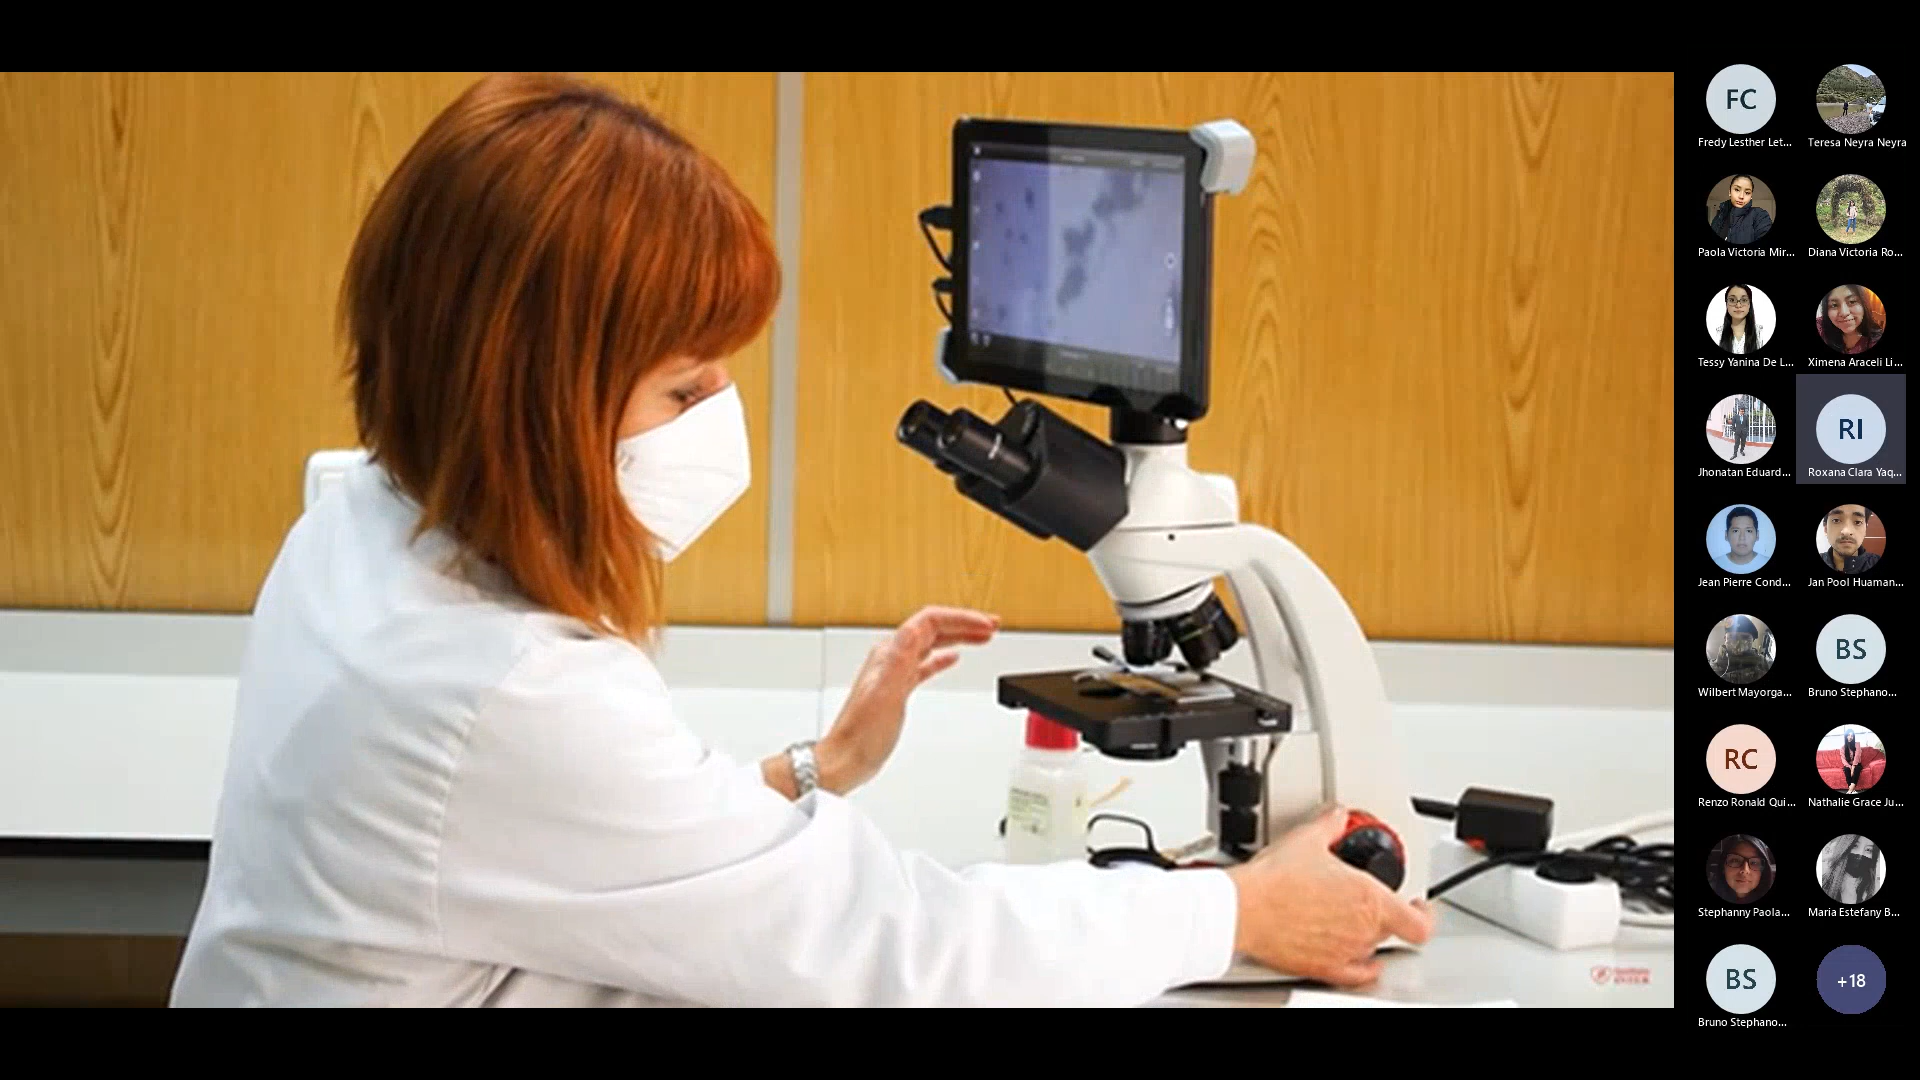 FC
Fredy Lesther Let...
Teresa Neyra Neyra
Paola Victoria Mir...
Diana Victoria Ro...
Tessy Yanina De L...
Ximena Araceli Li...
Jhonatan Eduard...
RI
Roxana Clara Yaq...
Jean Pierre Cond...
Jan Pool Huaman...
Wilbert Mayorga...
BS
Bruno Stephano...
RC
Renzo Ronald Qui...
Nathalie Grace Ju...
Stephanny Paola...
Maria Estefany B...
BS
Bruno Stephano...
+18